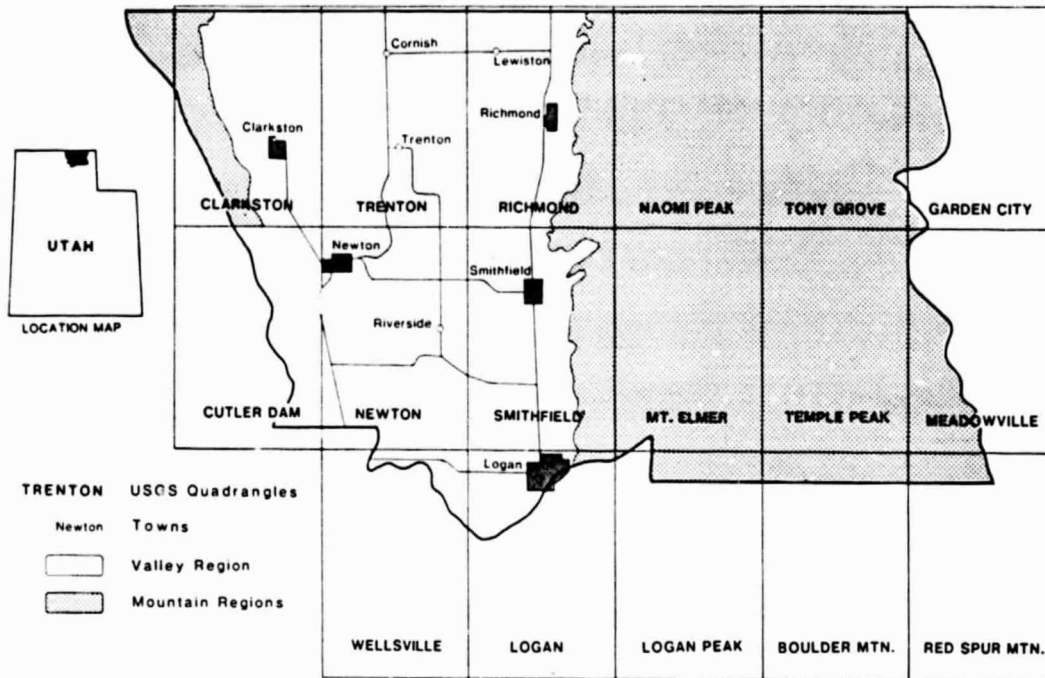 Cornish
Lewiston
Richmond
Clarkston
Trenton
CLARKSTON
TRENTON
RICHMOND
NAOMI PEAK
TONY GROVE
GARDEN CITY
UTAH
LOCATION MAP
Newton
Smithfield
Riverside
CUTLER DAM
NEWTON
SMITHFIELD
MT. ELMER
TEMPLE PEAK
MEADOWVILLE
Logan
TRENTON USGS Quadrangles
Newton Towns
Valley Region
Mountain Regions
WELLSVILLE
LOGAN
LOGAN PEAK
BOULDER MTN.
RED SPUR MTN.